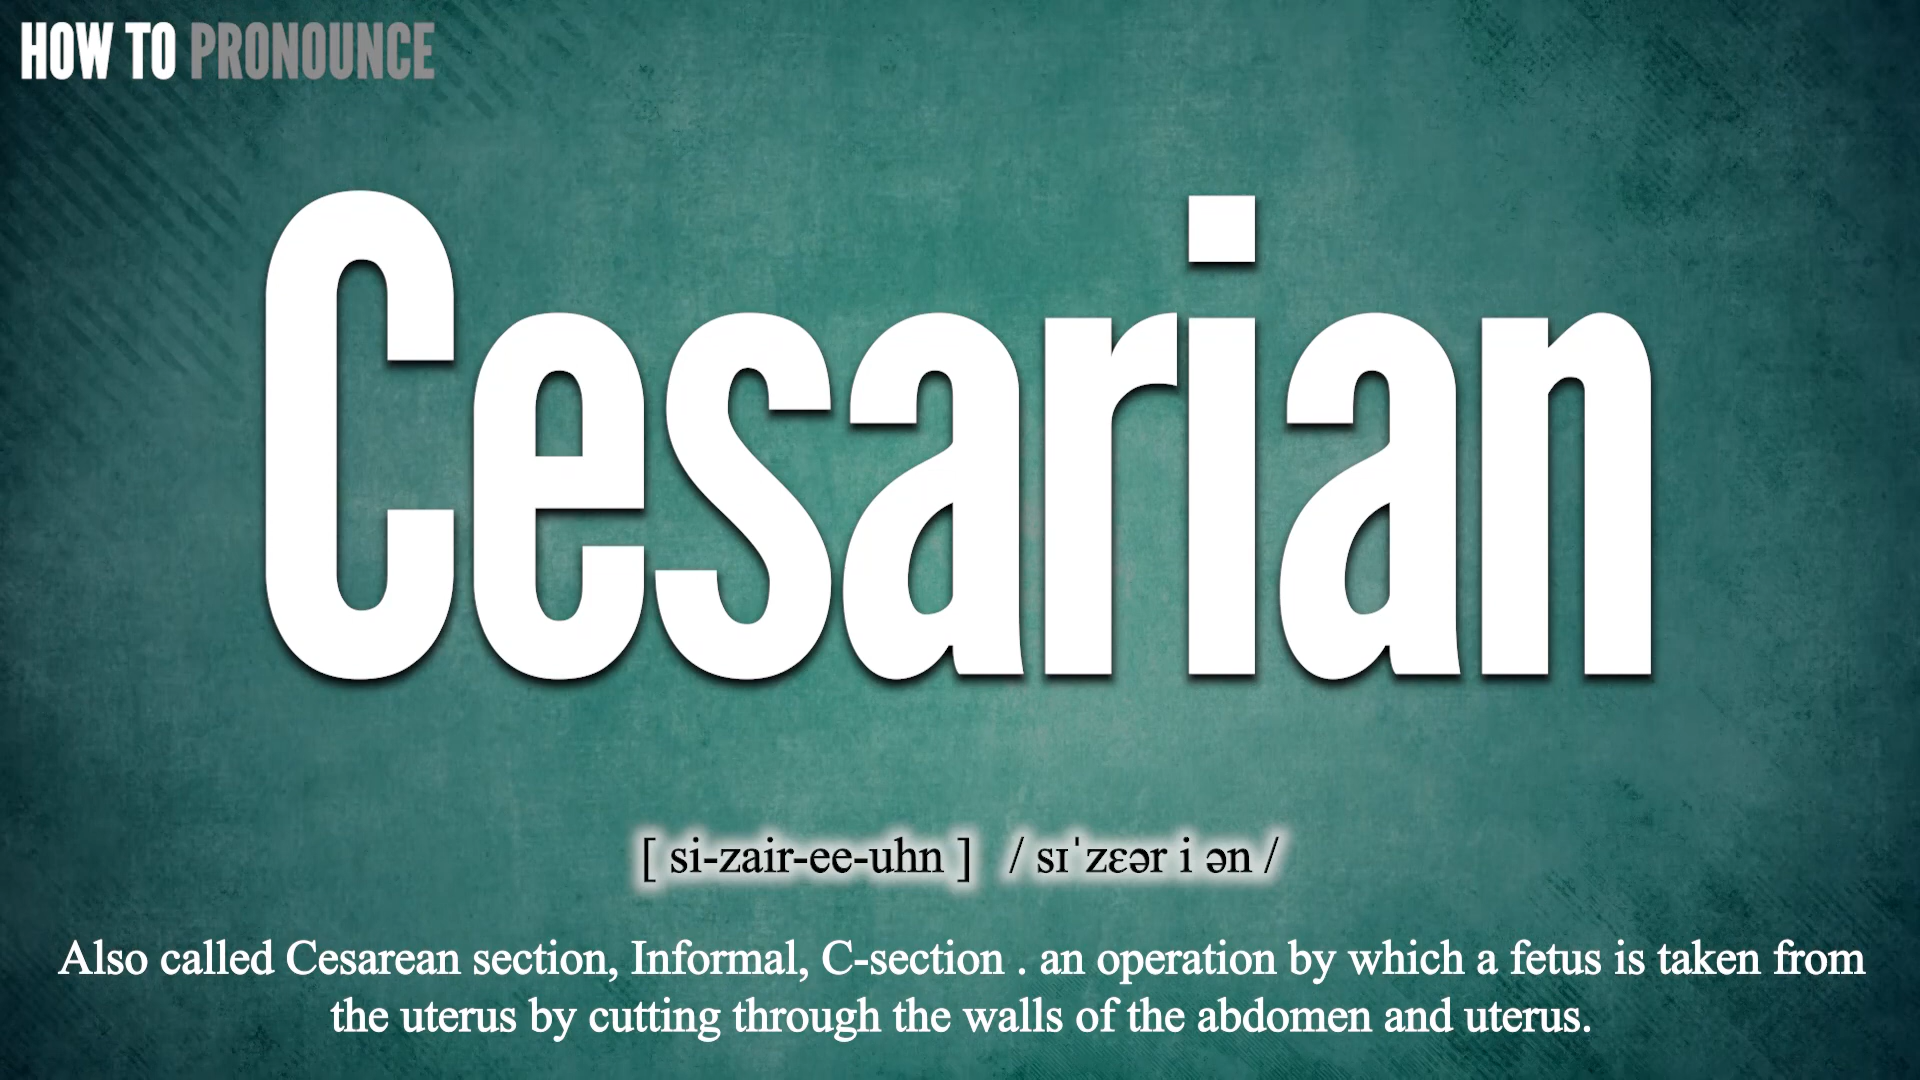 HOW TO PRONOUNCE
Cesarian
[ si-zair-ee-uhn ] / sɪˈzɛər i ən /
Also called Cesarean section, Informal, C-section . an operation by which a fetus is taken from
the uterus by cutting through the walls of the abdomen and uterus.